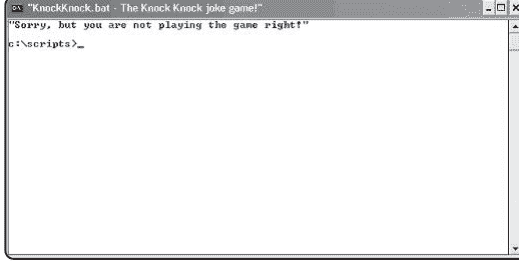 "KnockKnock.bat - The Knock Knock joke game!"
"Sorry, but you are not playing the game right!"
c:\scripts>_